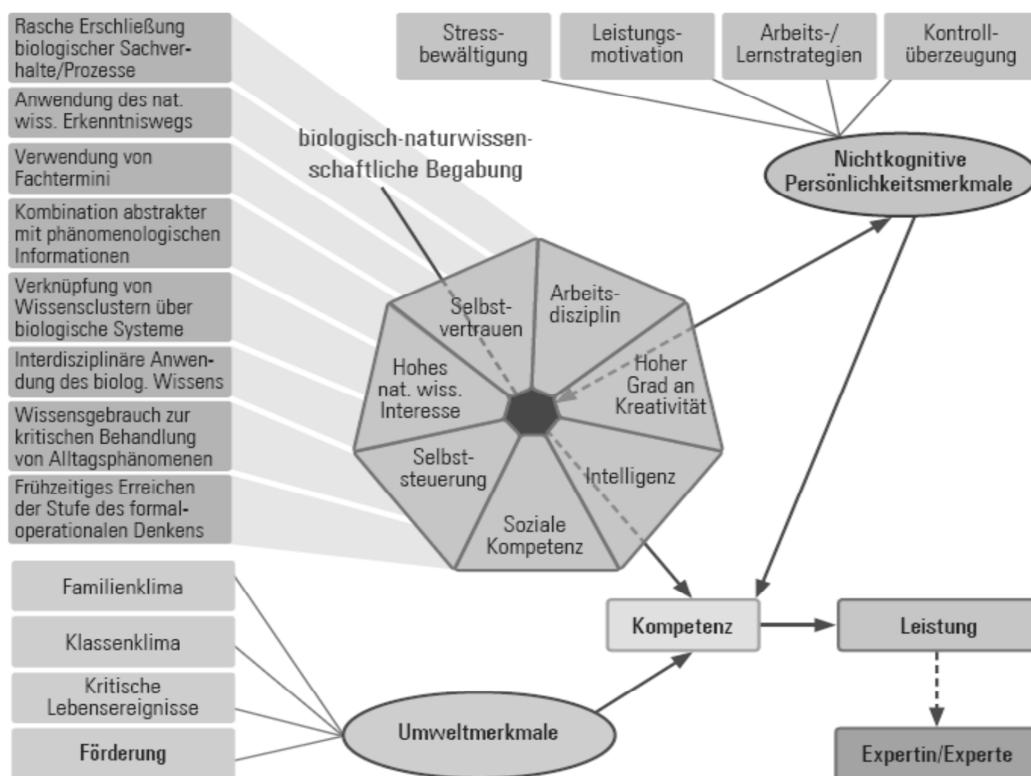 Rasche Erschließung
biologischer Sachver-
halte/Prozesse
Anwendung des nat.
wiss. Erkenntniswegs
Verwendung von
Fachtermini
Kombination abstrakter
mit phänomenologischen
Informationen
Verknüpfung von
Wissensclustern über
biologische Systeme
Interdisziplinäre Anwen-
dung des biolog. Wissens
Wissensgebrauch zur
kritischen Behandlung
von Alltagsphänomenen
Frühzeitiges Erreichen
der Stufe des formal-
operationalen Denkens
Stress-
bewältigung
Leistungs-
motivation
Arbeits-/
Lernstrategien
Kontroll-
überzeugung
Nichtkognitive
Persönlichkeitsmerkmale
biologisch-naturwissen-
schaftliche Begabung
Selbst-
vertrauen
Arbeits-
disziplin
Hohes
nat. wiss.
Interesse
Hoher
Grad an
Kreativität
Selbst-
steuerung
Intelligenz
Soziale
Kompetenz
Familienklima
Klassenklima
Kritische
Lebensereignisse
Förderung
Umweltmerkmale
Kompetenz
Leistung
Expertin/Experte